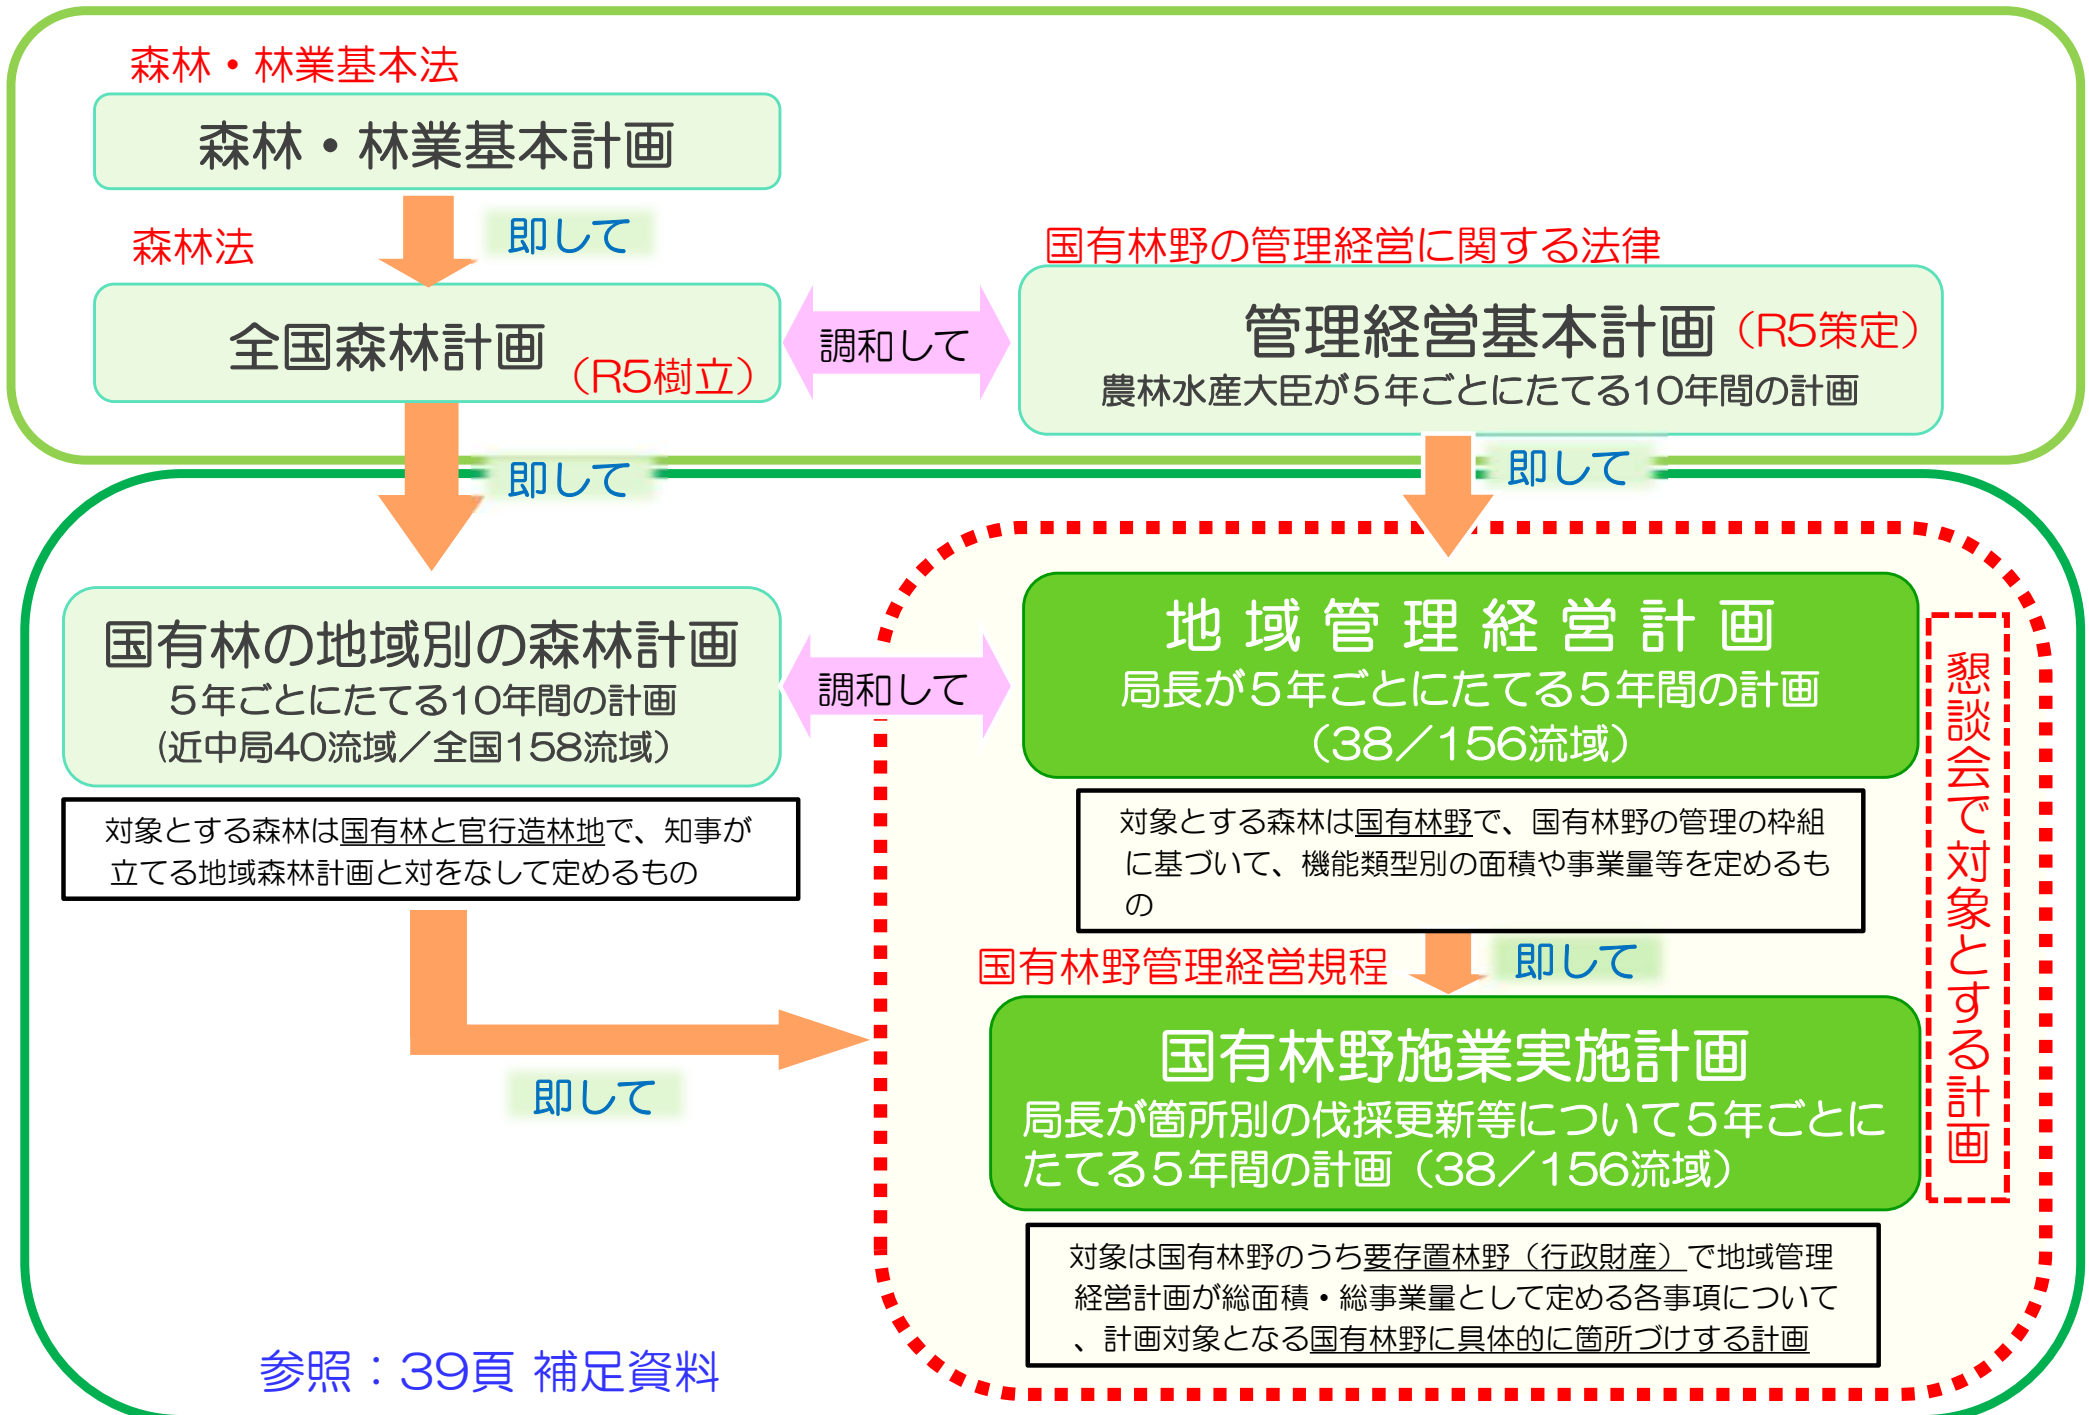 森林・林業基本法
森林・林業基本計画
即して
森林法
全国森林計画
（R5樹立）
調和して
国有林野の管理経営に関する法律
管理経営基本計画（R5策定）
農林水産大臣が５年ごとにたてる10年間の計画
即して
即して
国有林の地域別の森林計画
５年ごとにたてる10年間の計画
(近中局40流域／全国158流域）
調和して
地域管理経営計画
局長が５年ごとにたてる５年間の計画
（38／156流域）
対象とする森林は国有林と官行造林地で、知事が
立てる地域森林計画と対をなして定めるもの
対象とする森林は国有林野で、国有林野の管理の枠組
に基づいて、機能類型別の面積や事業量等を定めるも
の
即して
国有林野管理経営規程
即して
国有林野施業実施計画
局長が箇所別の伐採更新等について５年ごとに
たてる５年間の計画（38／156流域）
対象は国有林野のうち要存置林野（行政財産）で地域管理
経営計画が総面積・総事業量として定める各事項について
、計画対象となる国有林野に具体的に箇所づけする計画
懇談会で対象とする計画
参照：39頁 補足資料